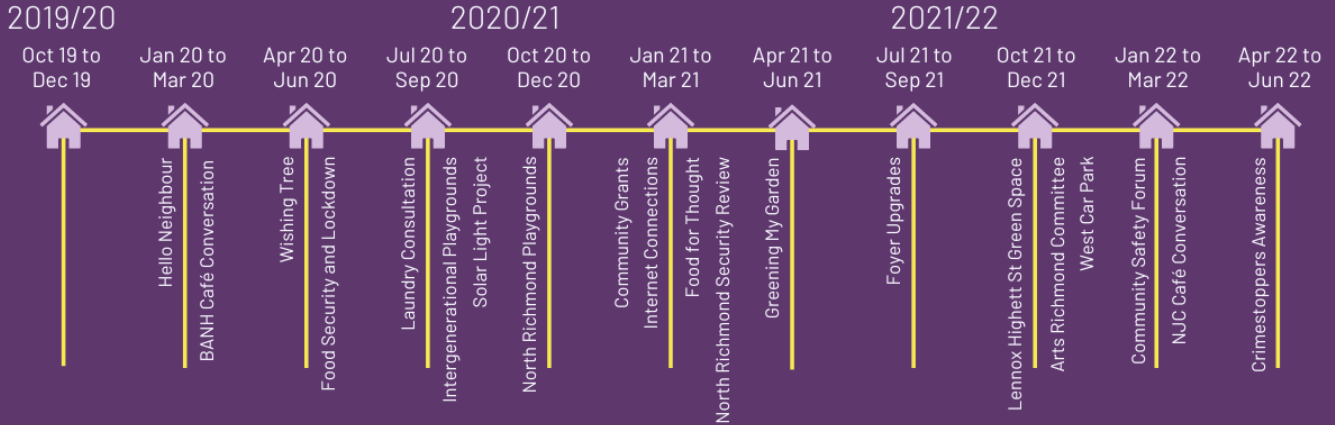 2019/20
2020/21
2021/22
Oct 19 to
Dec 19
Jan 20 to
Mar 20
Apr 20 to
Jun 20
Jul 20 to
Sep 20
Oct 20 to
Dec 20
Jan 21 to
Mar 21
Apr 21 to
Jun 21
Jul 21 to
Sep 21
Oct 21 to
Dec 21
Jan 22 to
Mar 22
Apr 22 to
Jun 22
Hello Neighbour
BANH Café Conversation
Wishing Tree
Food Security and Lockdown
Laundry Consultation
Intergenerational Playgrounds
Solar Light Project
North Richmond Playgrounds
Community Grants
Internet Connections
Food for Thought
North Richmond Security Review
Greening My Garden
Foyer Upgrades
Lennox Highett St Green Space
Arts Richmond Committee
West Car Park
Community Safety Forum
NJC Café Conversation
Crimestoppers Awareness